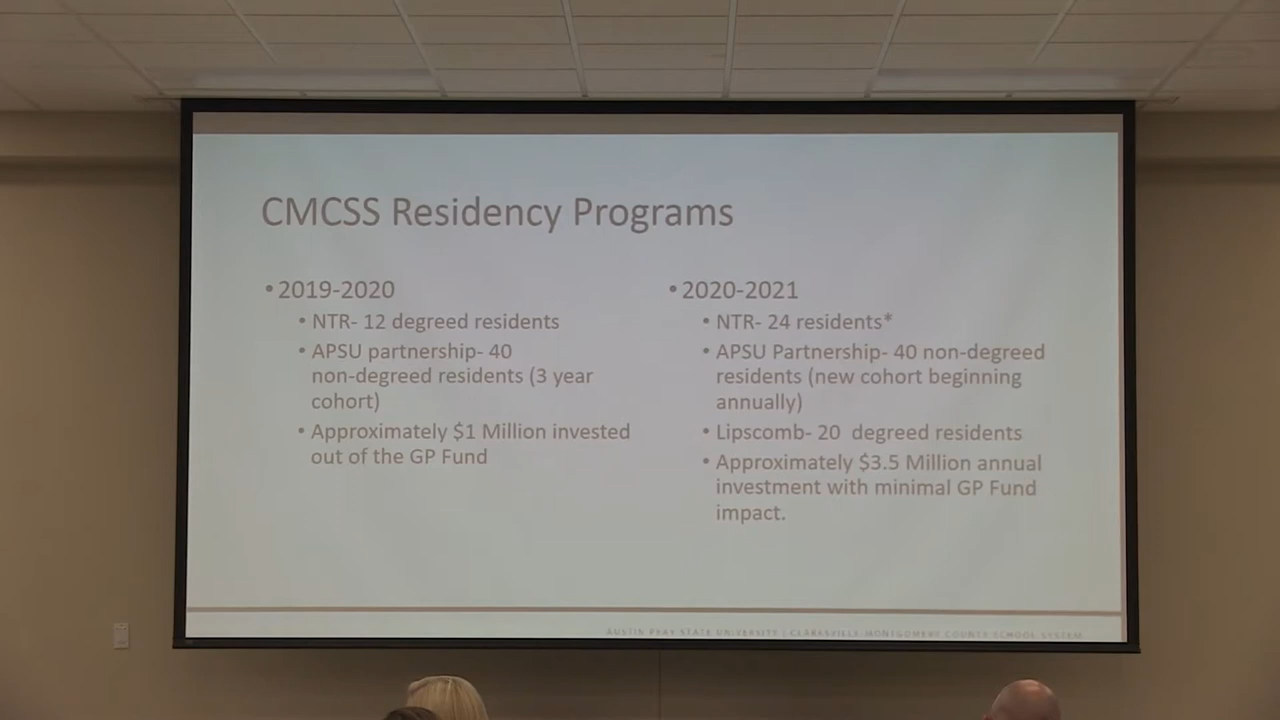 CMCSS Residency Programs
• 2019-2020
• NTR- 12 degreed residents
• APSU partnership- 40
non-degreed residents (3 year
cohort)
• Approximately $1 Million invested
out of the GP Fund
• 2020-2021
• NTR- 24 residents*
• APSU Partnership- 40 non-degreed
residents (new cohort beginning
annually)
• Lipscomb- 20 degreed residents
• Approximately $3.5 Million annual
investment with minimal GP Fund
impact.
AUSTIN PEAY STATE UNIVERSITY | CLARKSVILLE-MONTGOMERY COUNTY SCHOOL SYSTEM